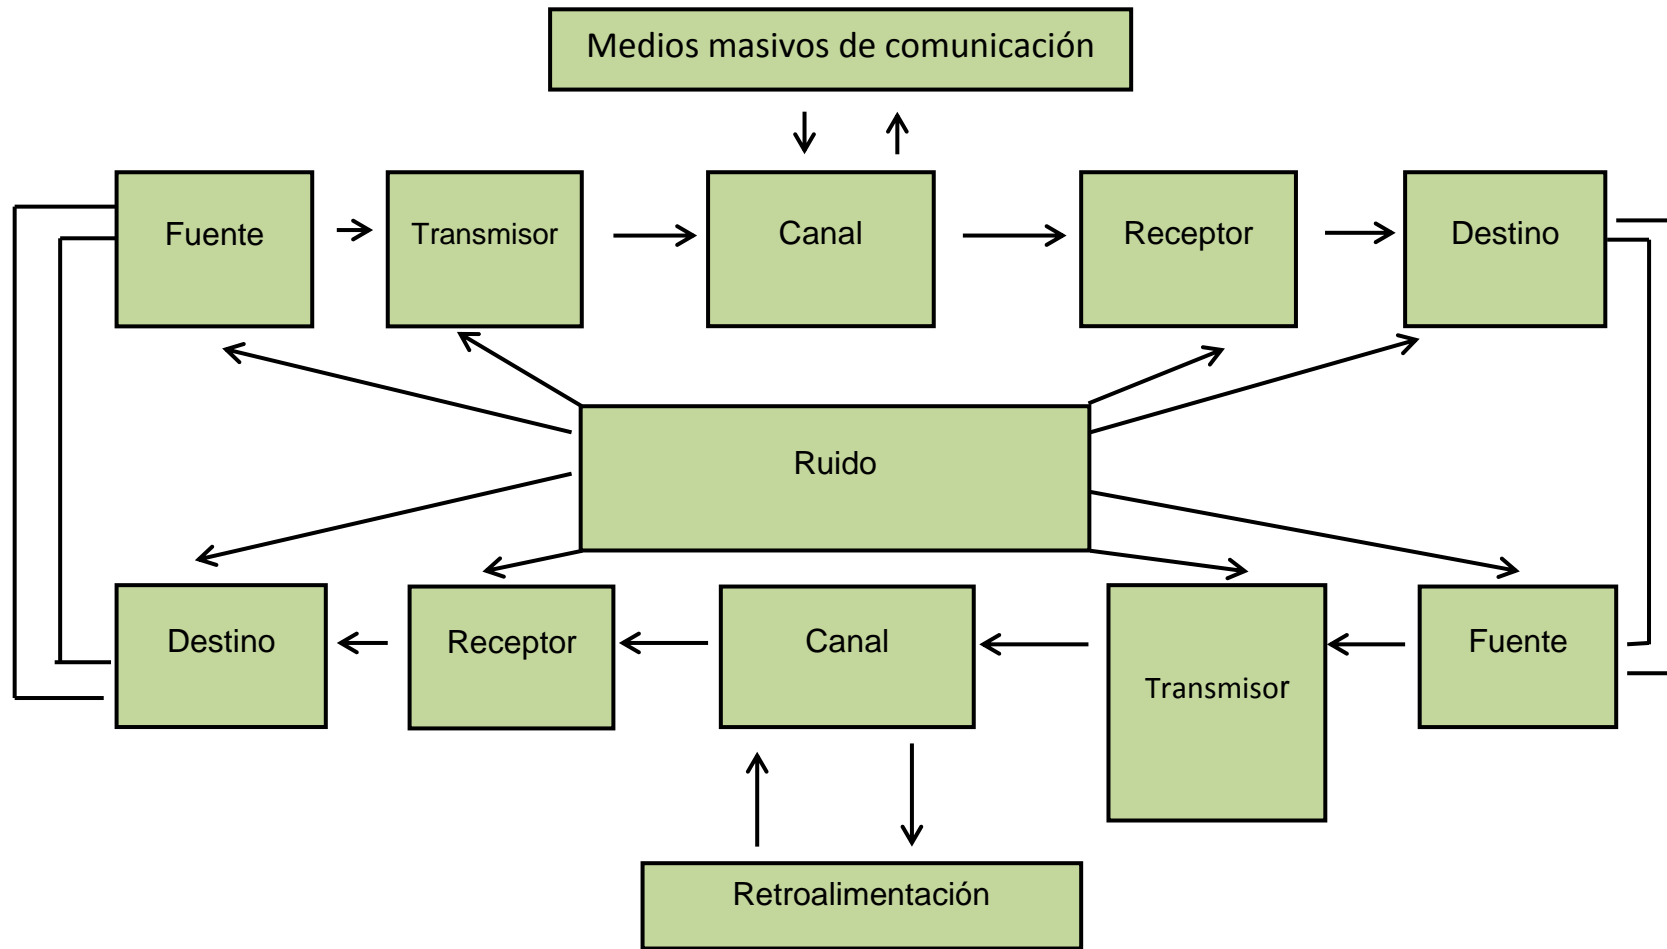 Medios masivos de comunicación
Fuente
Transmisor
Canal
Receptor
Destino
Ruido
Destino
Receptor
Canal
Transmisor
Fuente
Retroalimentación